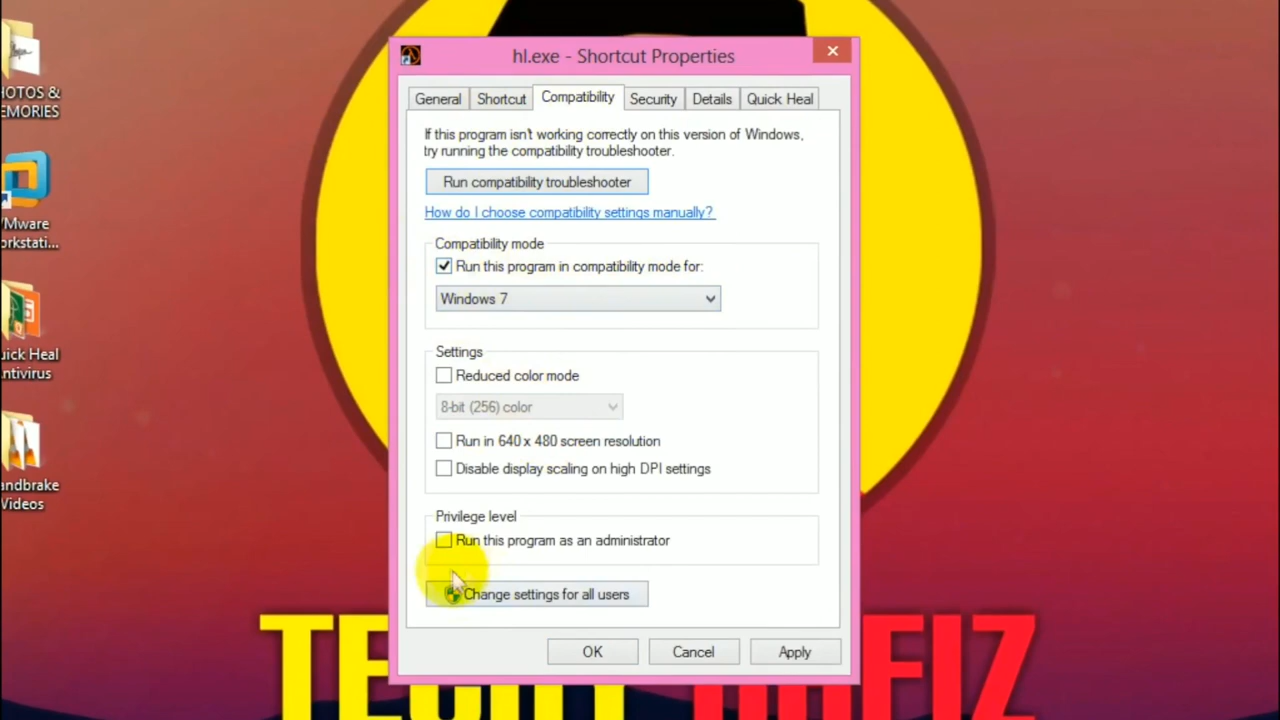 hl.exe - Shortcut Properties
General
Shortcut
Compatibility
Security
Details
Quick Heal
If this program isn't working correctly on this version of Windows,
try running the compatibility troubleshooter.
Run compatibility troubleshooter
How do I choose compatibility settings manually?
Compatibility mode
Run this program in compatibility mode for:
Windows 7
Settings
Reduced color mode
8-bit (256) color
Run in 640 x 480 screen resolution
Disable display scaling on high DPI settings
Privilege level
Run this program as an administrator
Change settings for all users
OK
Cancel
Apply
HOTOS &
EMORIES
VMware
orkstati...
uick Heal
ntivirus
andbrake
Videos